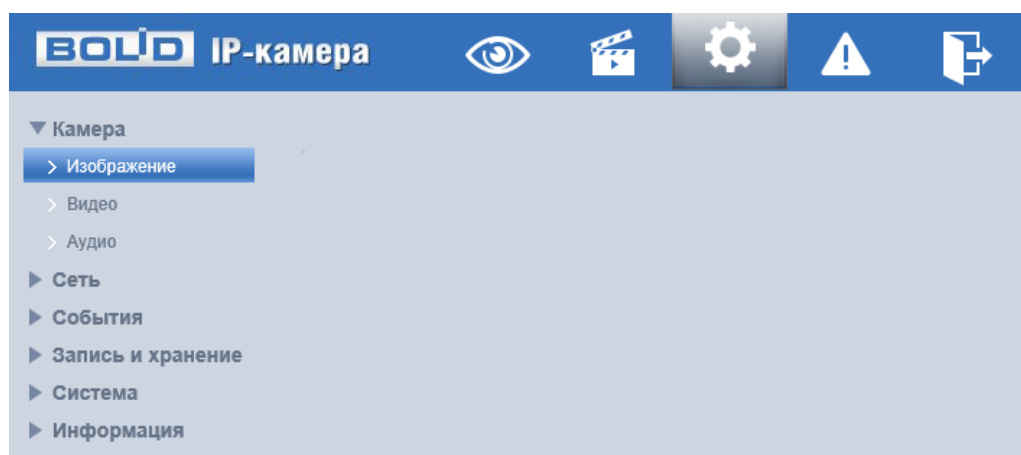 BOLID IP-камера
Камера
Изображение
Видео
Аудио
Сеть
События
Запись и хранение
Система
Информация